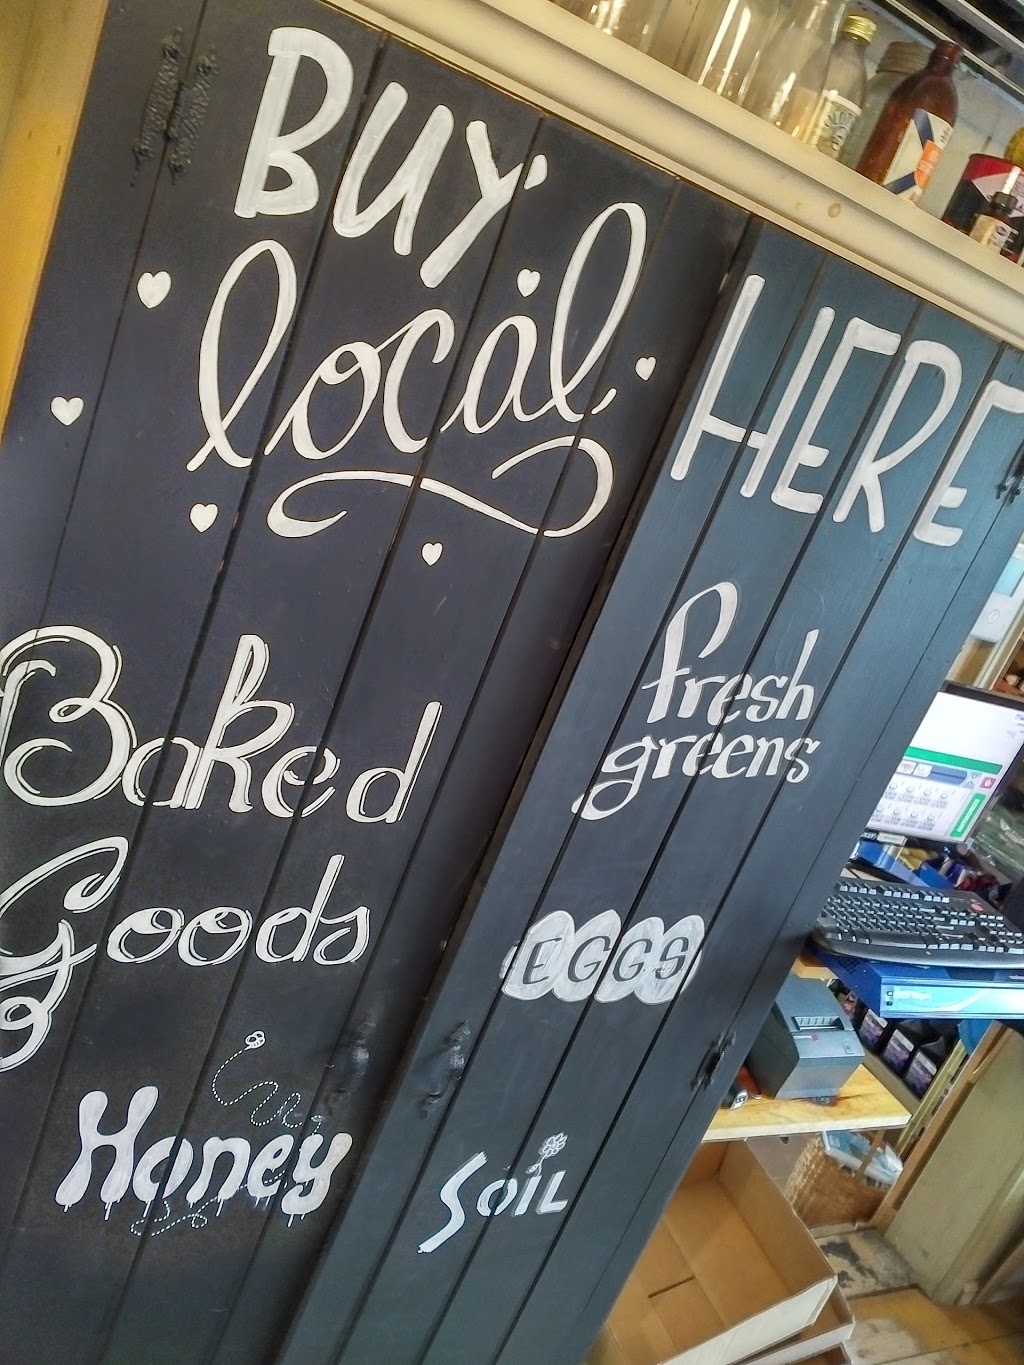 BUY
local
HERE
Baked
Goods
Honey
fresh
greens
EGGS
SOIL